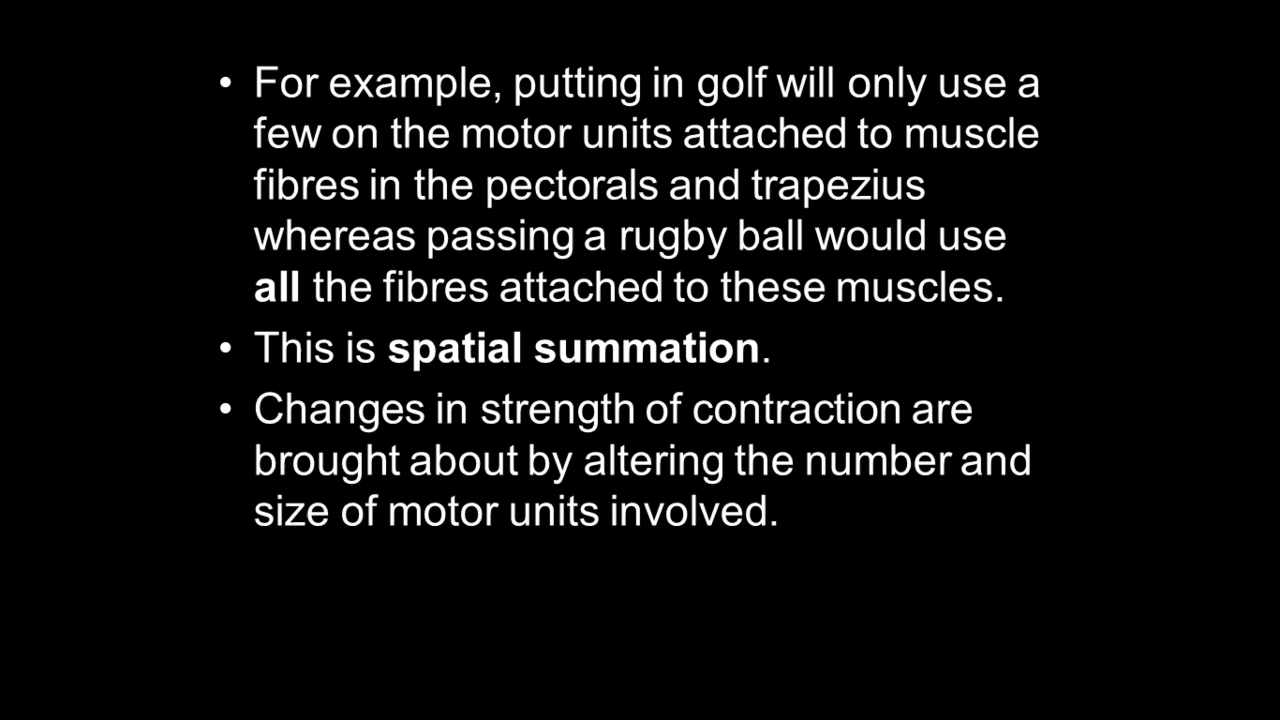 • For example, putting in golf will only use a
few on the motor units attached to muscle
fibres in the pectorals and trapezius
whereas passing a rugby ball would use
all the fibres attached to these muscles.
• This is spatial summation.
• Changes in strength of contraction are
brought about by altering the number and
size of motor units involved.